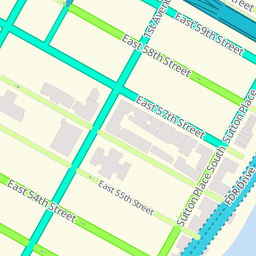 East 59th Street
1st Avenue
East 58th Street
East 57th Street
Sutton Place
Sutton Place South
FDR Drive
East 55th Street
East 54th Street